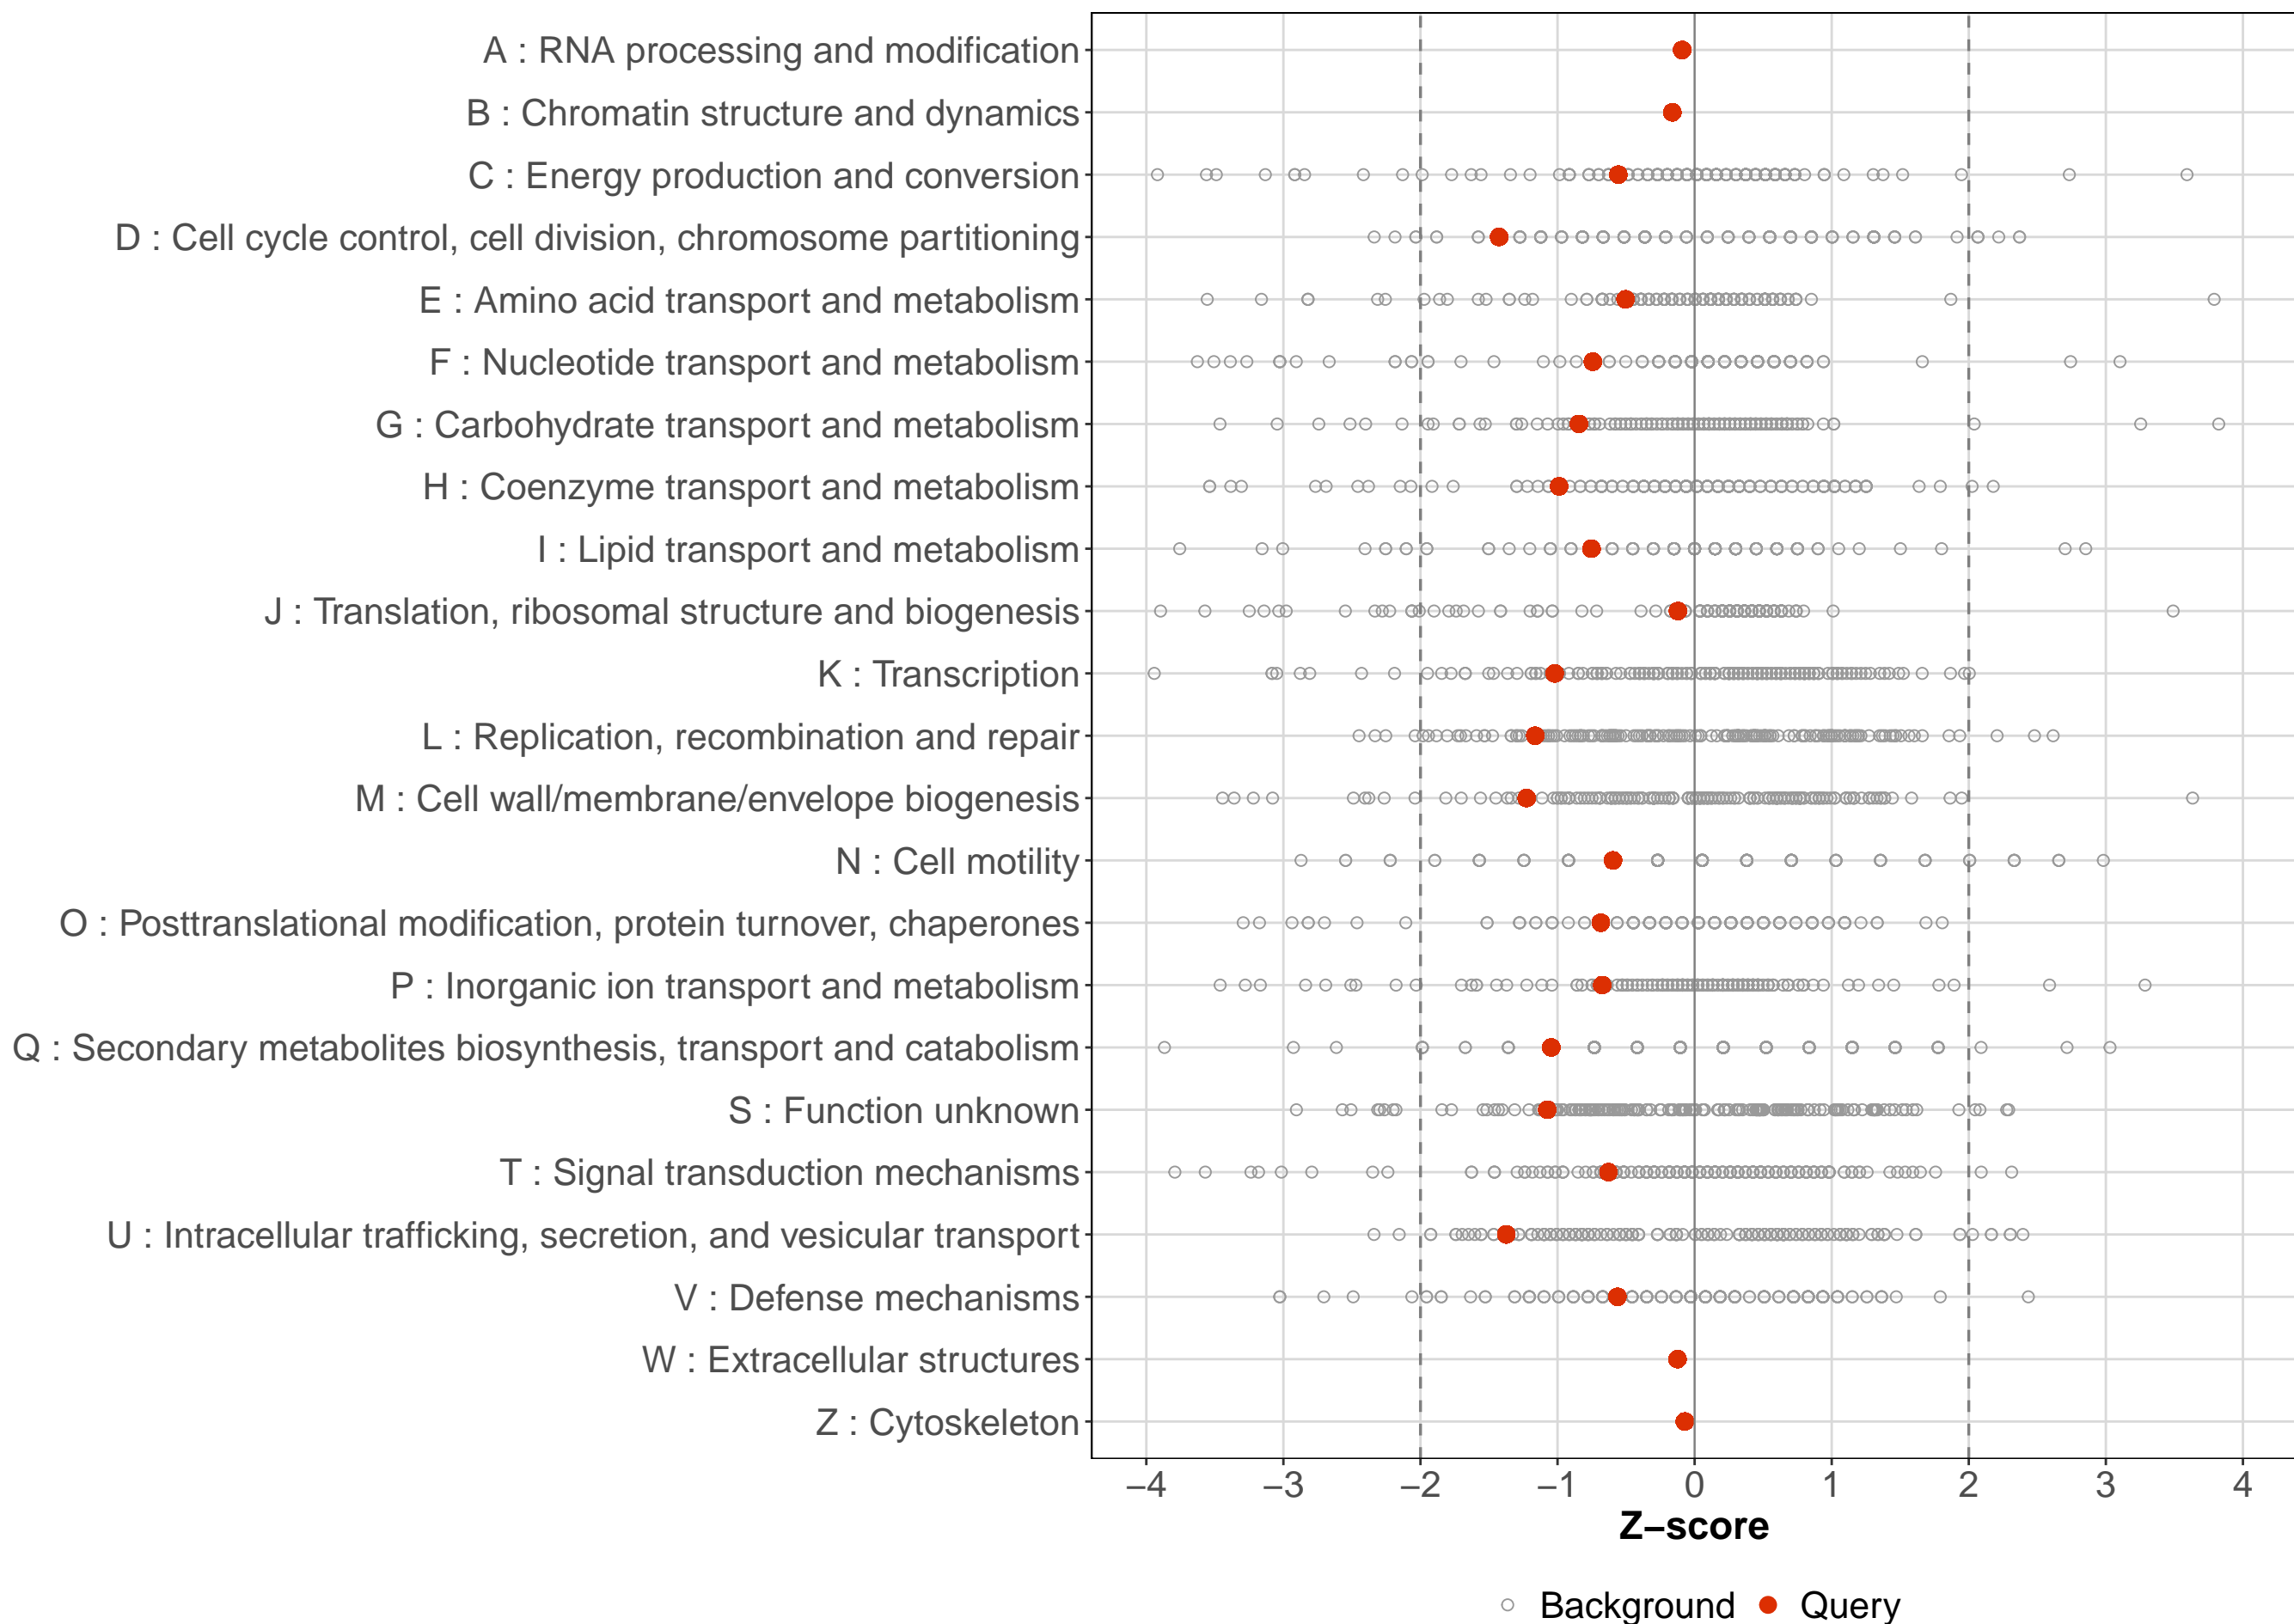 A : RNA processing and modification
B : Chromatin structure and dynamics
C : Energy production and conversion
D : Cell cycle control, cell division, chromosome partitioning
E : Amino acid transport and metabolism
F : Nucleotide transport and metabolism
G : Carbohydrate transport and metabolism
H : Coenzyme transport and metabolism
I : Lipid transport and metabolism
J : Translation, ribosomal structure and biogenesis
K : Transcription
L : Replication, recombination and repair
M : Cell wall/membrane/envelope biogenesis
N : Cell motility
O : Posttranslational modification, protein turnover, chaperones
P : Inorganic ion transport and metabolism
Q : Secondary metabolites biosynthesis, transport and catabolism
S : Function unknown
T : Signal transduction mechanisms
U : Intracellular trafficking, secretion, and vesicular transport
V : Defense mechanisms
W : Extracellular structures
Z : Cytoskeleton
−4 −3 −2 −1 0 1 2 3 4
Z−score
Background Query